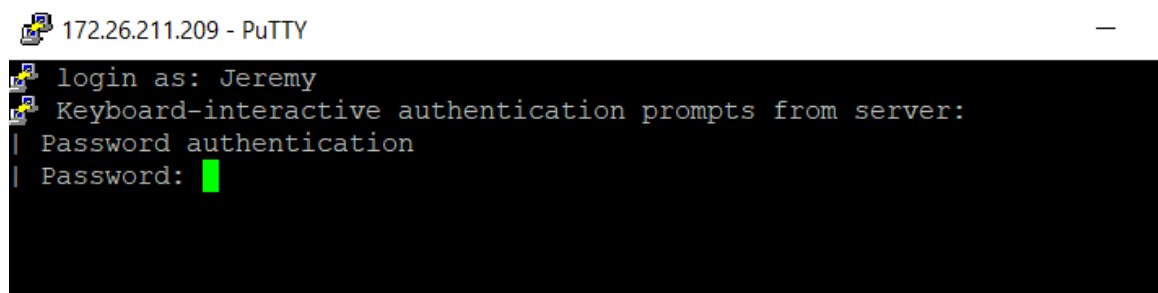 172.26.211.209 - PuTTY
login as: Jeremy
Keyboard-interactive authentication prompts from server:
| Password authentication
| Password: